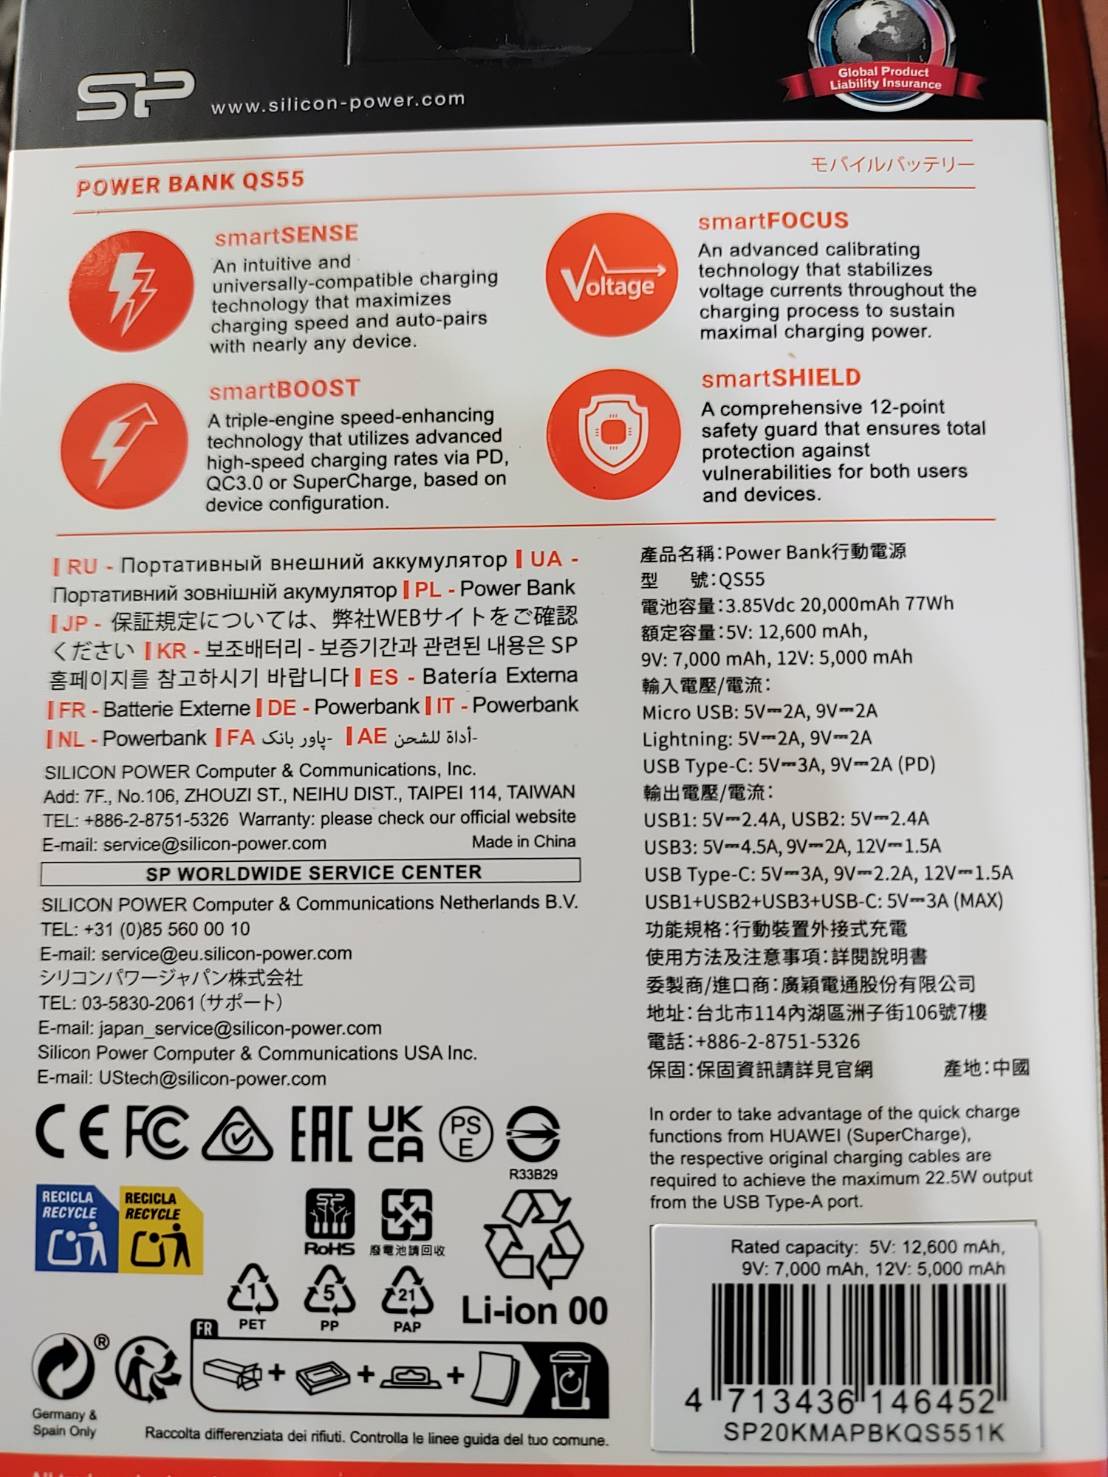 SP www.silicon-power.com
Global Product
Liability Insurance
POWER BANK QS55
モバイルバッテリー
smartSENSE
An intuitive and
universally-compatible charging
technology that maximizes
charging speed and auto-pairs
with nearly any device.
Voltage
smartFOCUS
An advanced calibrating
technology that stabilizes
voltage currents throughout the
charging process to sustain
maximal charging power.
smartBOOST
A triple-engine speed-enhancing
technology that utilizes advanced
high-speed charging rates via PD,
QC3.0 or SuperCharge, based on
device configuration.
smartSHIELD
A comprehensive 12-point
safety guard that ensures total
protection against
vulnerabilities for both users
and devices.
RU - Портативный внешний аккумулятор UA -
Портативний зовнішній акумулятор PL - Power Bank
JP - 保証規定については、弊社WEBサイトをご確認
ください KR - 보조배터리 - 보증기간과 관련된 내용은 SP
홈페이지를 참고하시기 바랍니다 ES - Batería Externa
FR - Batterie Externe DE - Powerbank IT - Powerbank
NL - Powerbank FA پاور بانک- AE أداة للشحن-
SILICON POWER Computer & Communications, Inc.
Add: 7F., No.106, ZHOUZI ST., NEIHU DIST., TAIPEI 114, TAIWAN
TEL: +886-2-8751-5326 Warranty: please check our official website
E-mail: service@silicon-power.com Made in China
SP WORLDWIDE SERVICE CENTER
SILICON POWER Computer & Communications Netherlands B.V.
TEL: +31 (0)85 560 00 10
E-mail: service@eu.silicon-power.com
シリコンパワージャパン株式会社
TEL: 03-5830-2061(サポート)
E-mail: japan_service@silicon-power.com
Silicon Power Computer & Communications USA Inc.
E-mail: UStech@silicon-power.com
產品名稱:Power Bank行動電源
型 號:QS55
電池容量:3.85Vdc 20,000mAh 77Wh
額定容量:5V: 12,600 mAh,
9V: 7,000 mAh, 12V: 5,000 mAh
輸入電壓/電流:
Micro USB: 5V⎓2A, 9V⎓2A
Lightning: 5V⎓2A, 9V⎓2A
USB Type-C: 5V⎓3A, 9V⎓2A (PD)
輸出電壓/電流:
USB1: 5V⎓2.4A, USB2: 5V⎓2.4A
USB3: 5V⎓4.5A, 9V⎓2A, 12V⎓1.5A
USB Type-C: 5V⎓3A, 9V⎓2.2A, 12V⎓1.5A
USB1+USB2+USB3+USB-C: 5V⎓3A (MAX)
功能規格:行動裝置外接式充電
使用方法及注意事項:詳閱說明書
委製商/進口商:廣穎電通股份有限公司
地址:台北市114內湖區洲子街106號7樓
電話:+886-2-8751-5326
保固:保固資訊請詳見官網 產地:中國
In order to take advantage of the quick charge
functions from HUAWEI (SuperCharge),
the respective original charging cables are
required to achieve the maximum 22.5W output
from the USB Type-A port.
CE FC EAC UK CA PS E
R33B29
RECICLA RECYCLE
RECICLA RECYCLE
SP
RoHS
廢電池請回收
1 PET
5 PP
21 PAP
Li-ion 00
FR
®
Germany &
Spain Only
Raccolta differenziata dei rifiuti. Controlla le linee guida del tuo comune.
Rated capacity: 5V: 12,600 mAh,
9V: 7,000 mAh, 12V: 5,000 mAh
4 713436 146452
SP20KMAPBKQS551K